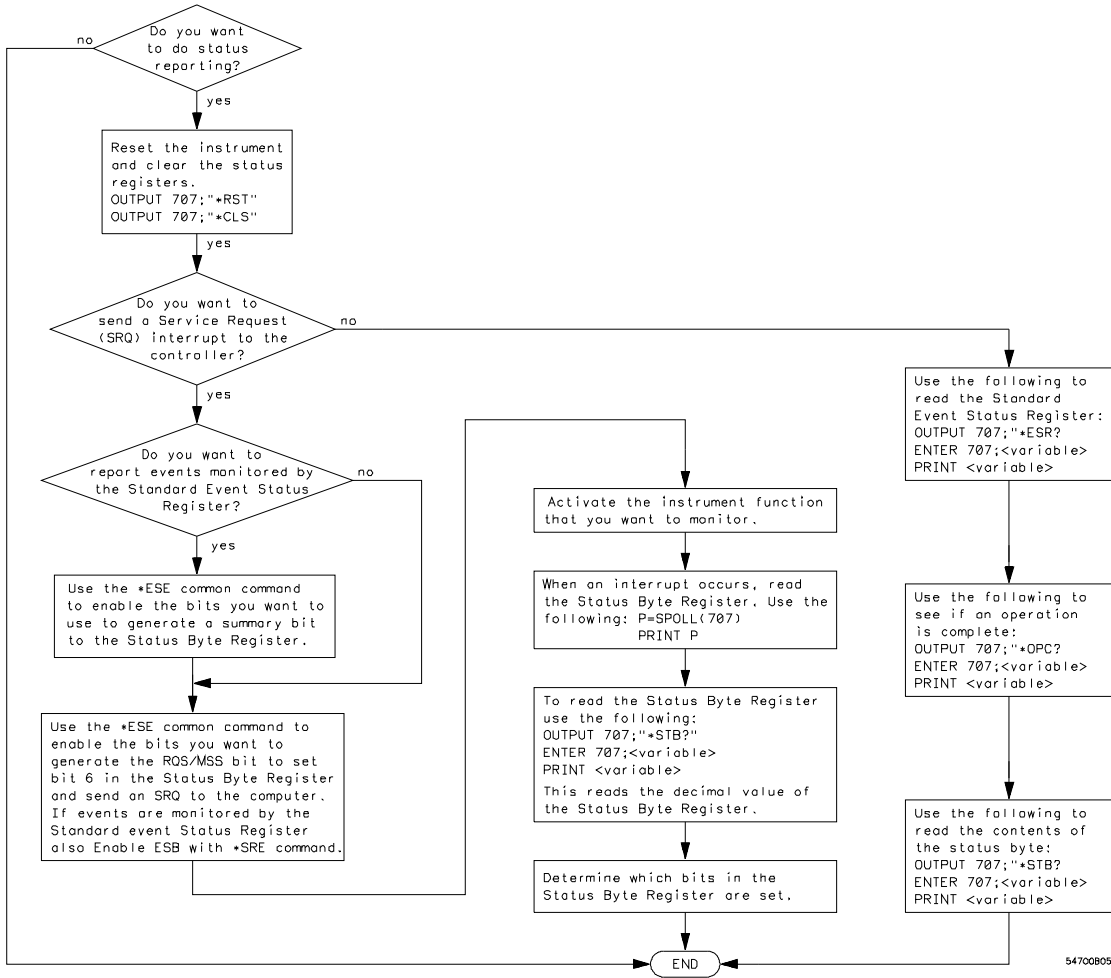 Do you want
to do status
reporting?
no
yes
Reset the instrument
and clear the status
registers.
OUTPUT 707;"*RST"
OUTPUT 707;"*CLS"
yes
Do you want to
send a Service Request
(SRQ) interrupt to the
controller?
no
yes
Do you want to
report events monitored by
the Standard Event Status
Register?
no
yes
Use the *ESE common command
to enable the bits you want to
use to generate a summary bit
to the Status Byte Register.
Use the *ESE common command to
enable the bits you want to
generate the RQS/MSS bit to set
bit 6 in the Status Byte Register
and send an SRQ to the computer.
If events are monitored by the
Standard event Status Register
also Enable ESB with *SRE command.
Activate the instrument function
that you want to monitor.
When an interrupt occurs, read
the Status Byte Register. Use the
following: P=SPOLL(707)
PRINT P
To read the Status Byte Register
use the following:
OUTPUT 707;"*STB?"
ENTER 707;<variable>
PRINT <variable>
This reads the decimal value of
the Status Byte Register.
Determine which bits in the
Status Byte Register are set.
Use the following to
read the Standard
Event Status Register:
OUTPUT 707;"*ESR?
ENTER 707;<variable>
PRINT <variable>
Use the following to
see if an operation
is complete:
OUTPUT 707;"*OPC?
ENTER 707;<variable>
PRINT <variable>
Use the following to
read the contents of
the status byte:
OUTPUT 707;"*STB?
ENTER 707;<variable>
PRINT <variable>
END
54700B05